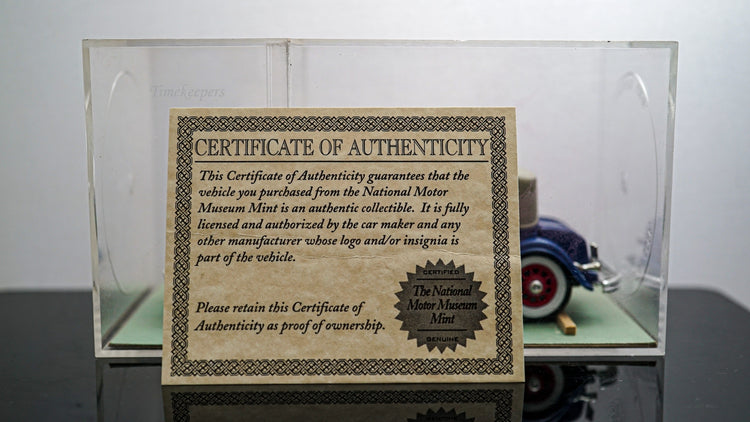 Timekeepers
CERTIFICATE OF AUTHENTICITY
This Certificate of Authenticity guarantees that the
vehicle you purchased from the National Motor
Museum Mint is an authentic collectible. It is fully
licensed and authorized by the car maker and any
other manufacturer whose logo and/or insignia is
part of the vehicle.
Please retain this Certificate of
Authenticity as proof of ownership.
CERTIFIED
The National
Motor Museum
Mint
GENUINE